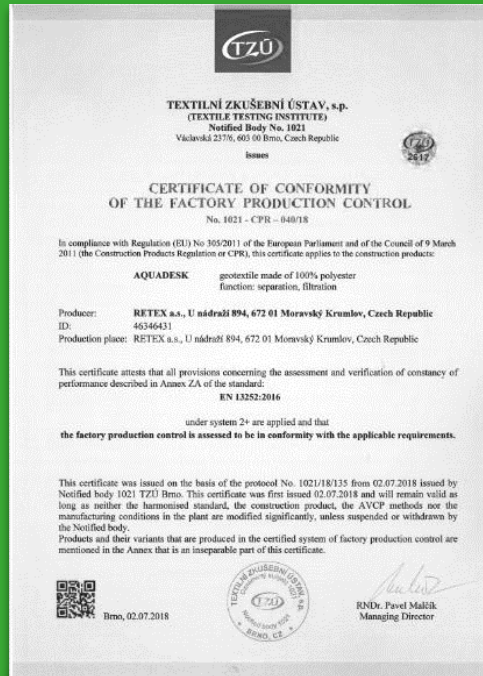 TZÚ
TEXTILNÍ ZKUŠEBNÍ ÚSTAV, s.p.
(TEXTILE TESTING INSTITUTE)
Notified Body No. 1021
Václavská 237/6, 603 00 Brno, Czech Republic
issues
CERTIFICATE OF CONFORMITY
OF THE FACTORY PRODUCTION CONTROL
No. 1021 - CPR – 040/18
In compliance with Regulation (EU) No 305/2011 of the European Parliament and of the Council of 9 March
2011 (the Construction Products Regulation or CPR), this certificate applies to the construction products:
AQUADESK geotextile made of 100% polyester
function: separation, filtration
Producer: RETEX a.s., U nádraží 894, 672 01 Moravský Krumlov, Czech Republic
ID: 46346431
Production place: RETEX a.s., U nádraží 894, 672 01 Moravský Krumlov, Czech Republic
This certificate attests that all provisions concerning the assessment and verification of constancy of
performance described in Annex ZA of the standard:
EN 13252:2016
under system 2+ are applied and that
the factory production control is assessed to be in conformity with the applicable requirements.
This certificate was issued on the basis of the protocol No. 1021/18/135 from 02.07.2018 issued by
Notified body 1021 TZÚ Brno. This certificate was first issued 02.07.2018 and will remain valid as
long as neither the harmonised standard, the construction product, the AVCP methods nor the
manufacturing conditions in the plant are modified significantly, unless suspended or withdrawn by
the Notified body.
Products and their variants that are produced in the certified system of factory production control are
mentioned in the Annex that is an inseparable part of this certificate.
Brno, 02.07.2018
TEXTILNÍ ZKUŠEBNÍ ÚSTAV, s.p.
TZÚ
Notified body 1021
BRNO, CZ
RNDr. Pavel Malčík
Managing Director